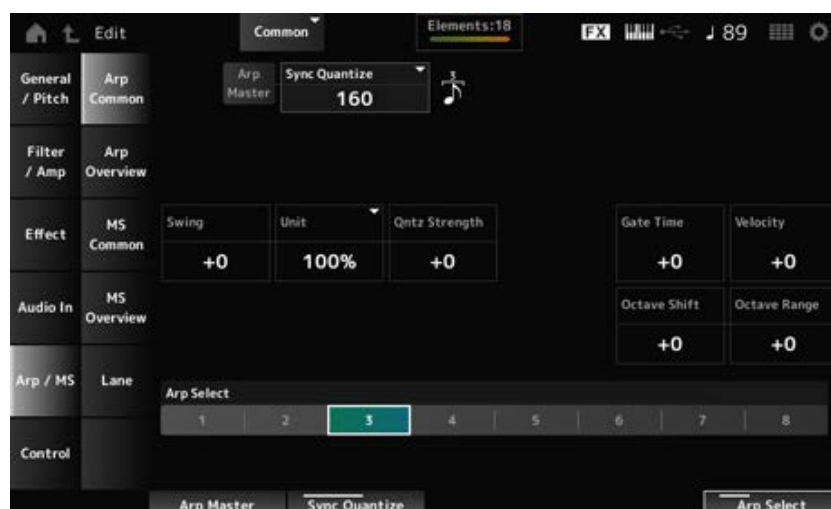 Edit
Common
Elements:18
FX
♩ 89
General / Pitch
Arp Common
Arp Master
Sync Quantize
160
3
Filter / Amp
Arp Overview
Effect
MS Common
Swing
Unit
Qntz Strength
Gate Time
Velocity
+0
100%
+0
+0
+0
Audio In
MS Overview
Octave Shift
Octave Range
+0
+0
Arp / MS
Lane
Arp Select
1 2 3 4 5 6 7 8
Control
Arp Master
Sync Quantize
Arp Select